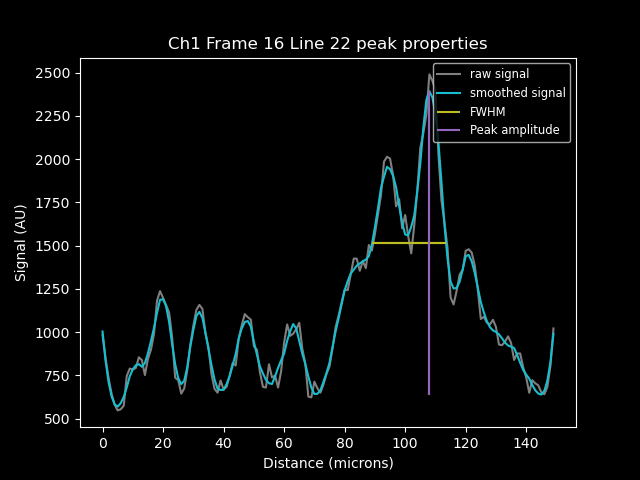 Ch1 Frame 16 Line 22 peak properties
raw signal
smoothed signal
FWHM
Peak amplitude
2500
2250
2000
1750
1500
1250
1000
750
500
Signal (AU)
0 20 40 60 80 100 120 140
Distance (microns)